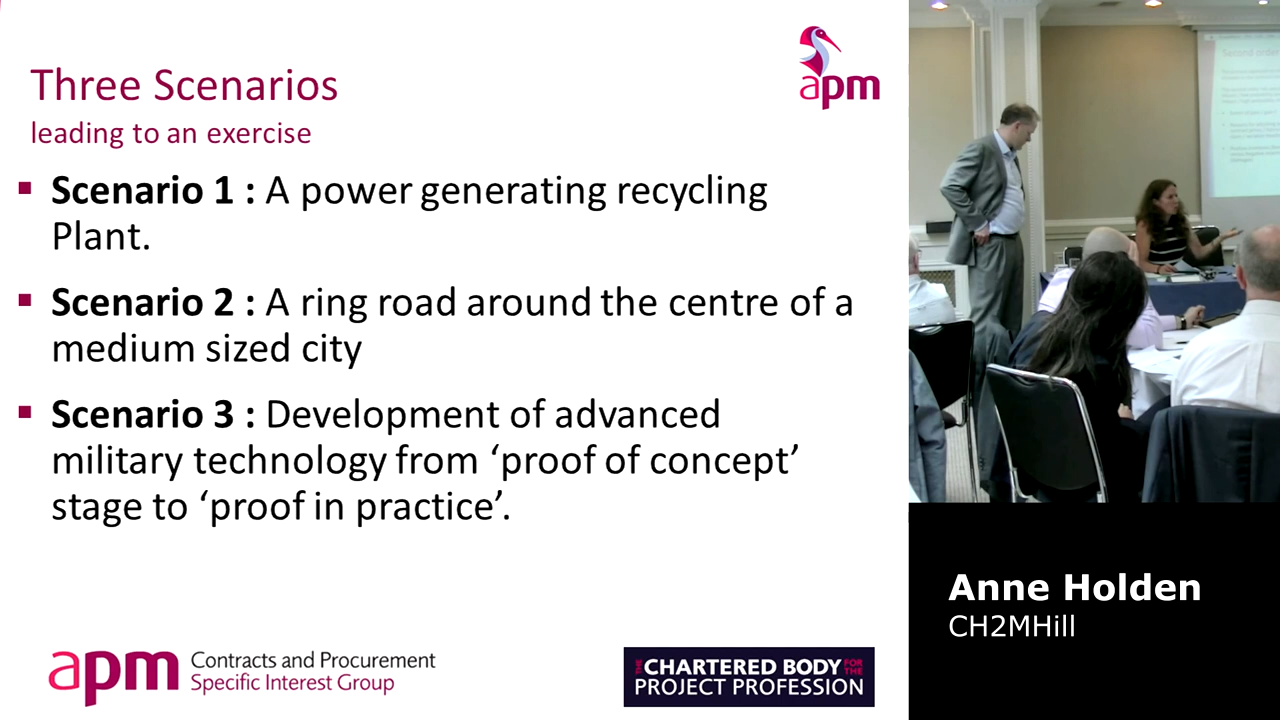 Three Scenarios
leading to an exercise
apm
▪ Scenario 1 : A power generating recycling
Plant.
▪ Scenario 2 : A ring road around the centre of a
medium sized city
▪ Scenario 3 : Development of advanced
military technology from ‘proof of concept’
stage to ‘proof in practice’.
apm Contracts and Procurement
Specific Interest Group
THE CHARTERED BODY FOR THE
PROJECT PROFESSION
Second order
Anne Holden
CH2MHill